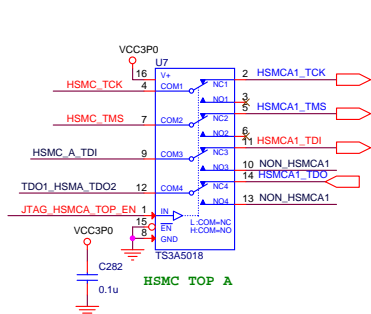 VCC3P0
U7
16 V+
HSMC_TCK 4 COM1 NC1 2 HSMCA1_TCK
NO1 3
HSMC_TMS 7 COM2 NC2 5 HSMCA1_TMS
NO2 6
HSMC_A_TDI 9 COM3 NC3 11 HSMCA1_TDI
NO3 10 NON_HSMCA1
TDO1_HSMA_TDO2 12 COM4 NC4 14 HSMCA1_TDO
NO4 13 NON_HSMCA1
JTAG_HSMCA_TOP_EN 1 IN
L:COM=NC
15 EN H:COM=NO
8 GND
TS3A5018
VCC3P0
C282
0.1u
HSMC TOP A